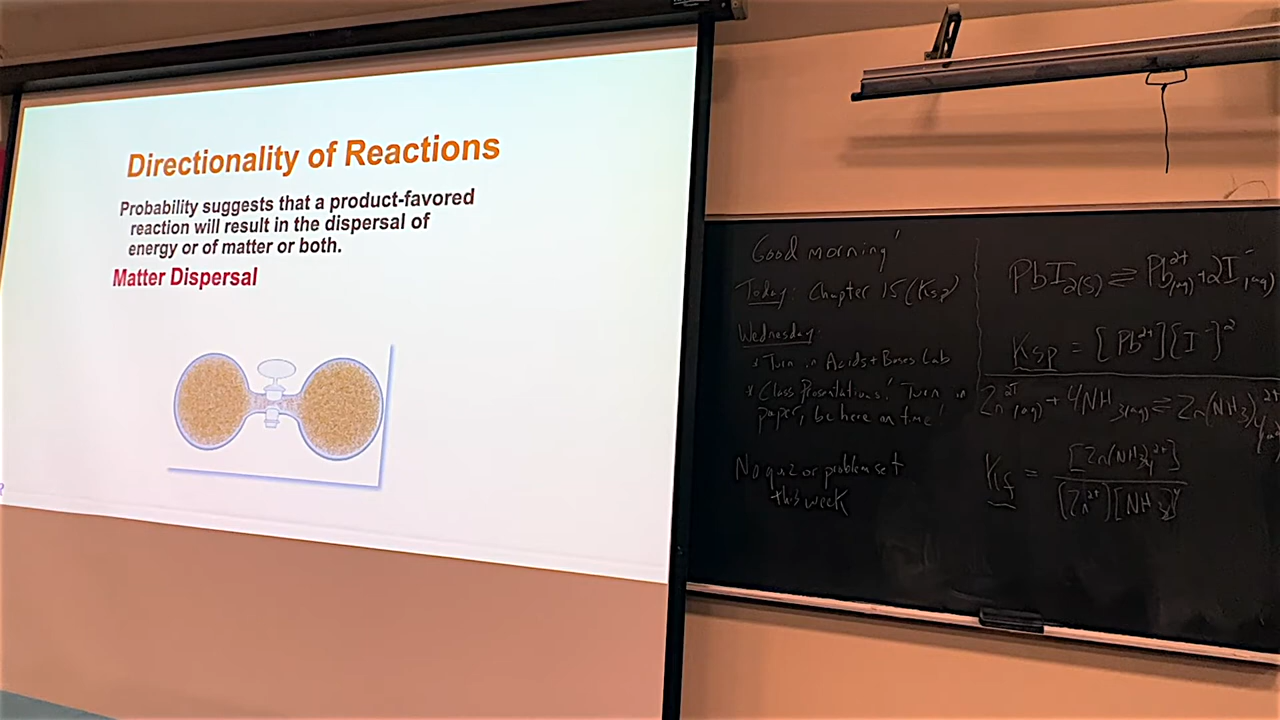 Directionality of Reactions
Probability suggests that a product-favored
reaction will result in the dispersal of
energy or of matter or both.
Matter Dispersal
Good morning!
Today: Chapter 15 (Ksp)
Wednesday:
* Turn in Acids + Bases Lab
* Class Presentations! Turn in
paper, be here on time!
No quiz or problem set
this week
PbI₂(s) ⇌ Pb²⁺(aq) + 2I⁻(aq)
Ksp = [Pb²⁺][I⁻]²
Zn²⁺(aq) + 4NH₃(aq) ⇌ Zn(NH₃)₄²⁺
Kf = [Zn(NH₃)₄²⁺]
[Zn²⁺][NH₃]⁴